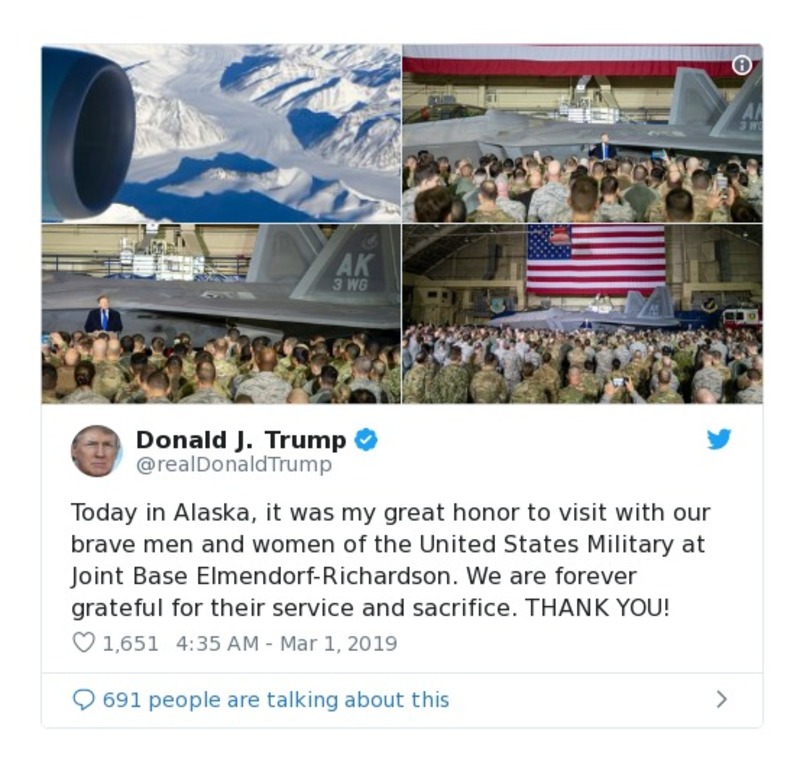 AK
3 WG
AK
3 WG
Donald J. Trump
@realDonaldTrump
Today in Alaska, it was my great honor to visit with our
brave men and women of the United States Military at
Joint Base Elmendorf-Richardson. We are forever
grateful for their service and sacrifice. THANK YOU!
1,651 4:35 AM - Mar 1, 2019
691 people are talking about this